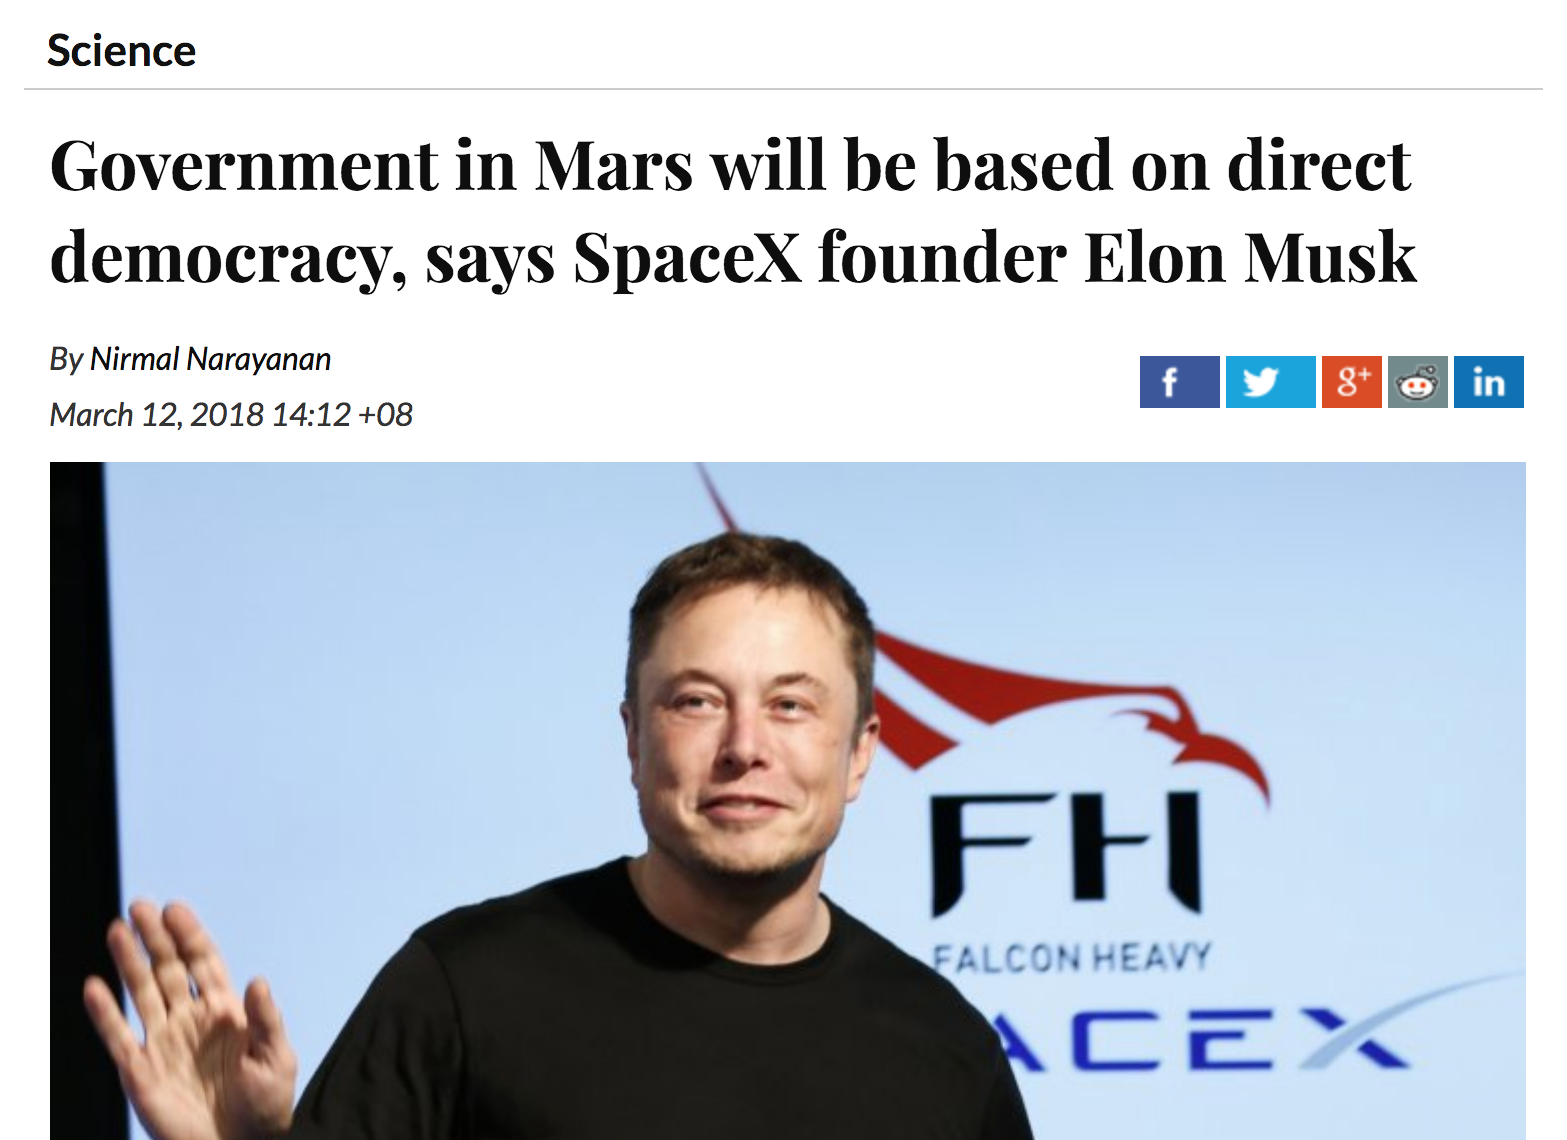 Science
Government in Mars will be based on direct
democracy, says SpaceX founder Elon Musk
By Nirmal Narayanan
March 12, 2018 14:12 +08
f
g+
in
FH
FALCON HEAVY
ACEX